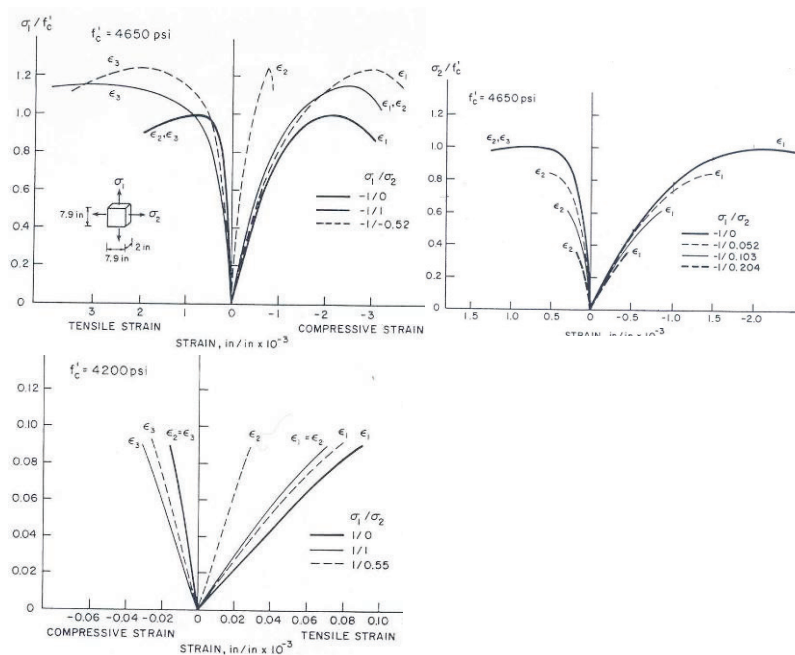 σ₁/f'c
f'c = 4650 psi
1.2
1.0
0.8
0.6
0.4
0.2
0
ε₃
ε₃
ε₂,ε₃
ε₂
ε₁
ε₁,ε₂
ε₁
σ₁/σ₂
-1/0
-1/1
-1/-0.52
σ₁
σ₂
7.9 in
2 in
7.9 in
3 2 1 0 -1 -2 -3
TENSILE STRAIN COMPRESSIVE STRAIN
STRAIN, in/in x 10⁻³
σ₂/f'c
f'c = 4650 psi
1.2
1.0
0.8
0.6
0.4
0.2
0
ε₂,ε₃
ε₂
ε₂
ε₂
ε₁
ε₁
ε₁
ε₁
σ₁/σ₂
-1/0
-1/0.052
-1/0.103
-1/0.204
1.5 1.0 0.5 0 -0.5 -1.0 -1.5 -2.0
STRAIN, in/in x 10⁻³
f'c = 4200 psi
0.12
0.10
0.08
0.06
0.04
0.02
0
ε₃
ε₃
ε₂=ε₃
ε₂
ε₁=ε₂
ε₁
ε₁
σ₁/σ₂
1/0
1/1
1/0.55
-0.06 -0.04 -0.02 0 0.02 0.04 0.06 0.08 0.10
COMPRESSIVE STRAIN TENSILE STRAIN
STRAIN, in/in x 10⁻³